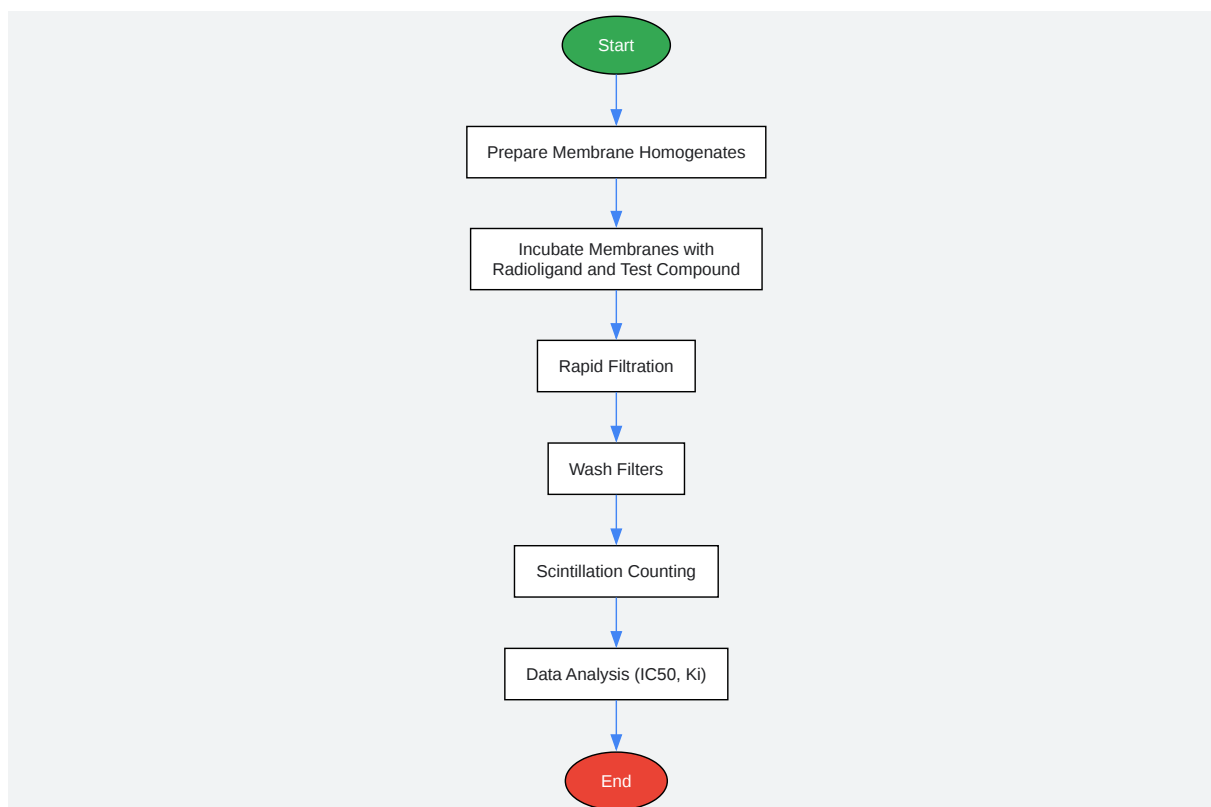 Start
Prepare Membrane Homogenates
Incubate Membranes with
Radioligand and Test Compound
Rapid Filtration
Wash Filters
Scintillation Counting
Data Analysis (IC50, Ki)
End